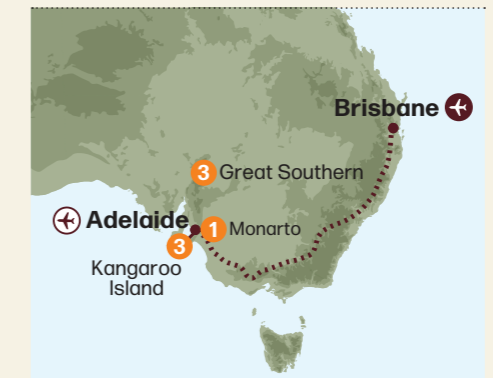 Brisbane
3 Great Southern
Adelaide
1 Monarto
3
Kangaroo
Island